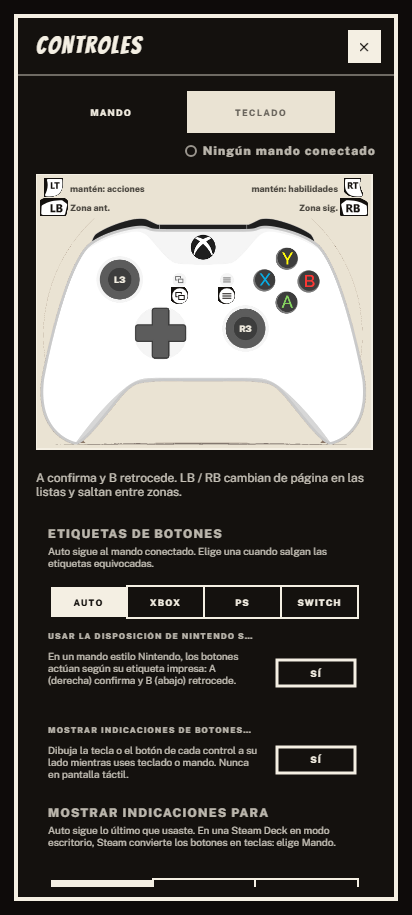 CONTROLES
×
MANDO
TECLADO
Ningún mando conectado
LT mantén: acciones
mantén: habilidades RT
LB Zona ant.
Zona sig. RB
Y
L3
X
B
A
R3
A confirma y B retrocede. LB / RB cambian de página en las
listas y saltan entre zonas.
ETIQUETAS DE BOTONES
Auto sigue al mando conectado. Elige una cuando salgan las
etiquetas equivocadas.
AUTO
XBOX
PS
SWITCH
USAR LA DISPOSICIÓN DE NINTENDO S...
En un mando estilo Nintendo, los botones
actúan según su etiqueta impresa: A
(derecha) confirma y B (abajo) retrocede.
SÍ
MOSTRAR INDICACIONES DE BOTONES...
Dibuja la tecla o el botón de cada control a su
lado mientras uses teclado o mando. Nunca
en pantalla táctil.
SÍ
MOSTRAR INDICACIONES PARA
Auto sigue lo último que usaste. En una Steam Deck en modo
escritorio, Steam convierte los botones en teclas: elige Mando.